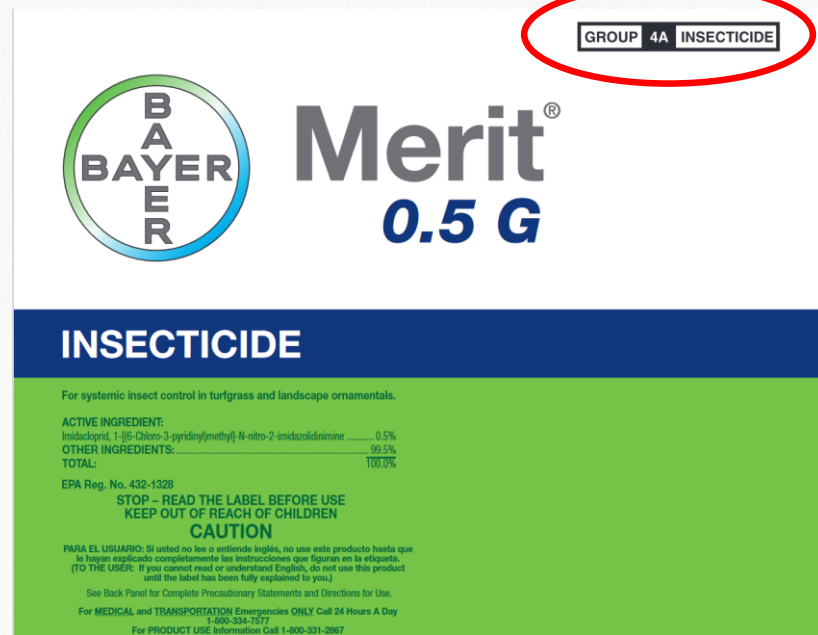 GROUP 4A INSECTICIDE
BAYER
BAYER
Merit®
0.5 G
INSECTICIDE
For systemic insect control in turfgrass and landscape ornamentals.
ACTIVE INGREDIENT:
Imidacloprid, 1-[(6-Chloro-3-pyridinyl)methyl]-N-nitro-2-imidazolidinimine ........... 0.5%
OTHER INGREDIENTS: ........... 99.5%
TOTAL: 100.0%
EPA Reg. No. 432-1328
STOP – READ THE LABEL BEFORE USE
KEEP OUT OF REACH OF CHILDREN
CAUTION
PARA EL USUARIO: Si usted no lee o entiende inglés, no use este producto hasta que
le hayan explicado completamente las instrucciones que figuran en la etiqueta.
(TO THE USER: If you cannot read or understand English, do not use this product
until the label has been fully explained to you.)
See Back Panel for Complete Precautionary Statements and Directions for Use.
For MEDICAL and TRANSPORTATION Emergencies ONLY Call 24 Hours A Day
1-800-334-7577
For PRODUCT USE Information Call 1-800-331-2867